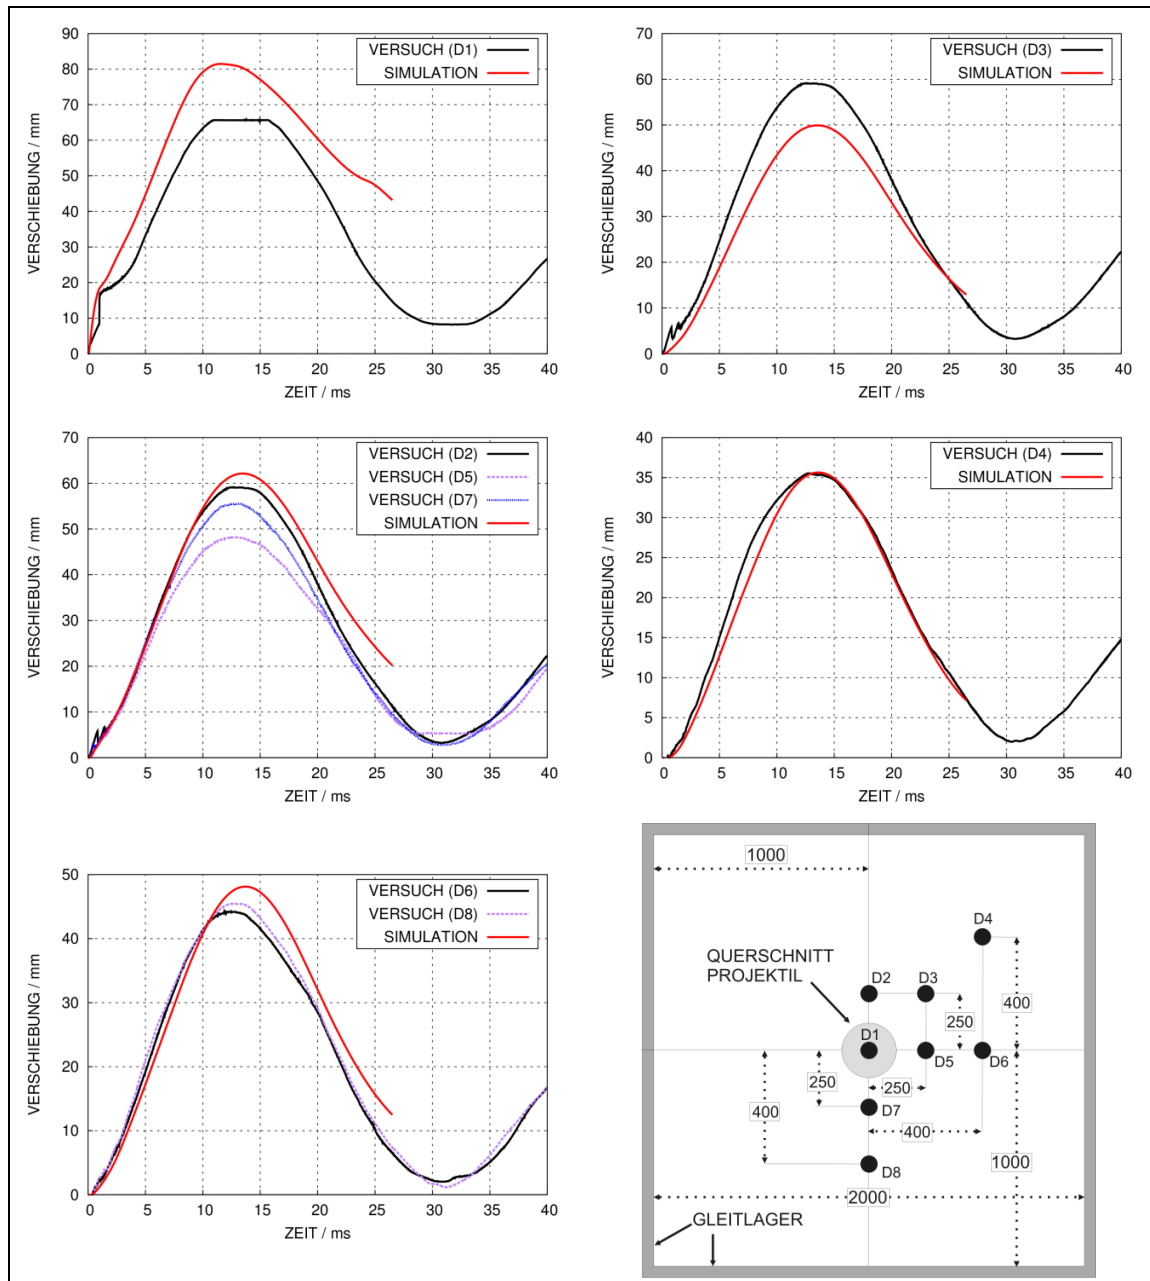 VERSCHIEBUNG / mm
90
80
70
60
50
40
30
20
10
0
VERSUCH (D1)
SIMULATION
0 5 10 15 20 25 30 35 40
ZEIT / ms
VERSCHIEBUNG / mm
70
60
50
40
30
20
10
0
VERSUCH (D3)
SIMULATION
0 5 10 15 20 25 30 35 40
ZEIT / ms
VERSCHIEBUNG / mm
70
60
50
40
30
20
10
0
VERSUCH (D2)
VERSUCH (D5)
VERSUCH (D7)
SIMULATION
0 5 10 15 20 25 30 35 40
ZEIT / ms
VERSCHIEBUNG / mm
40
35
30
25
20
15
10
5
0
VERSUCH (D4)
SIMULATION
0 5 10 15 20 25 30 35 40
ZEIT / ms
VERSCHIEBUNG / mm
50
40
30
20
10
0
VERSUCH (D6)
VERSUCH (D8)
SIMULATION
0 5 10 15 20 25 30 35 40
ZEIT / ms
1000
D4
QUERSCHNITT
PROJEKTIL
D2 D3
400
250
D1
D5 D6
250
250
D7
400
400
1000
D8
2000
GLEITLAGER